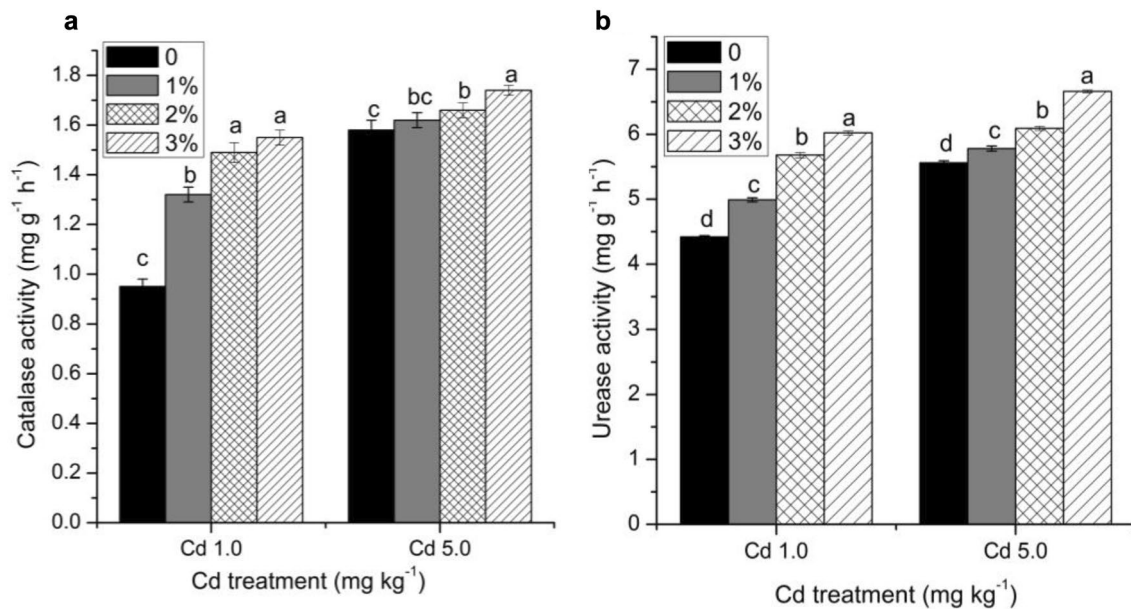 a
0
1%
2%
3%
Catalase activity (mg g⁻¹ h⁻¹)
1.8
1.6
1.4
1.2
1.0
0.8
0.6
0.4
0.2
0.0
c
b
a
a
c
bc
b
a
Cd 1.0
Cd 5.0
Cd treatment (mg kg⁻¹)
b
0
1%
2%
3%
Urease activity (mg g⁻¹ h⁻¹)
7
6
5
4
3
2
1
0
d
c
b
a
d
c
b
a
Cd 1.0
Cd 5.0
Cd treatment (mg kg⁻¹)